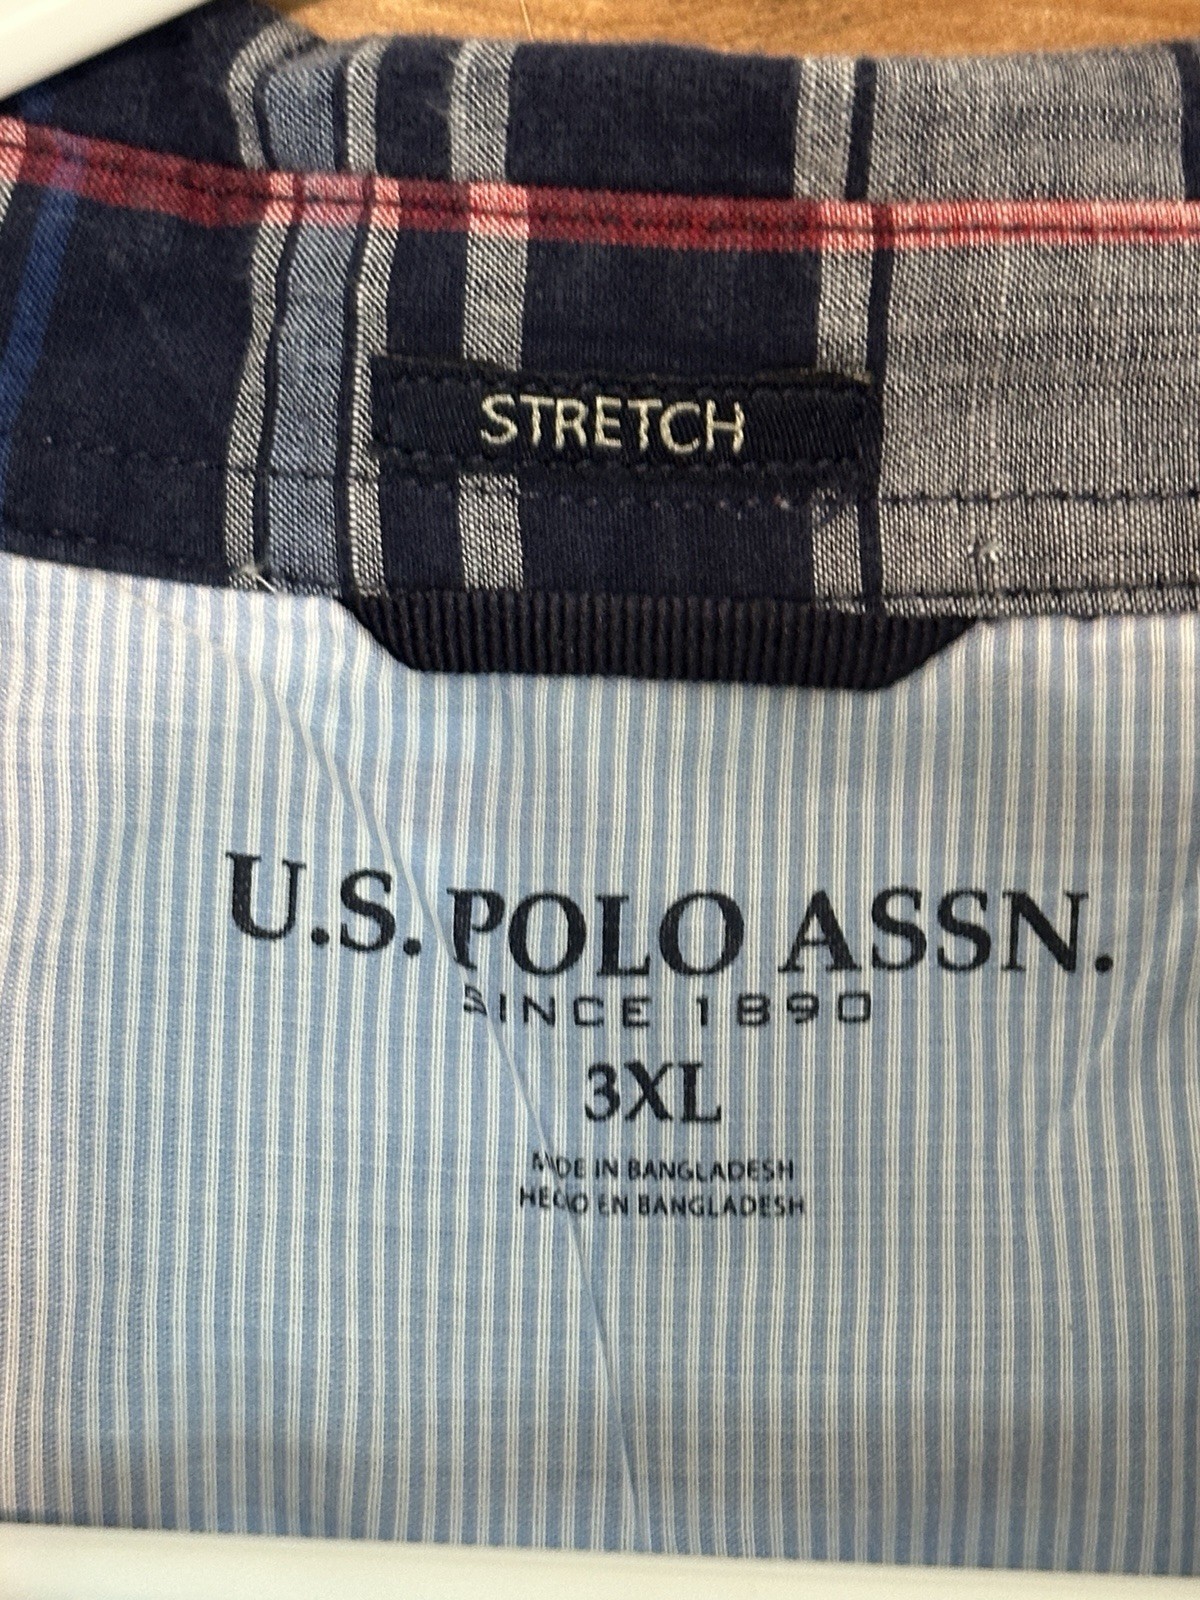 STRETCH
U.S. POLO ASSN.
SINCE 1890
3XL
MADE IN BANGLADESH
HECHO EN BANGLADESH